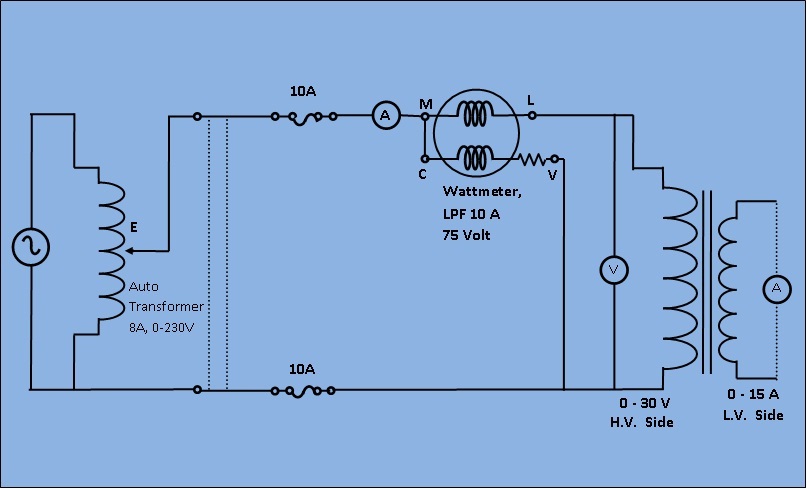 10A
A
M
L
C
V
Wattmeter,
LPF 10 A
75 Volt
E
Auto
Transformer
8A, 0-230V
V
A
10A
0 - 30 V
H.V. Side
0 - 15 A
L.V. Side